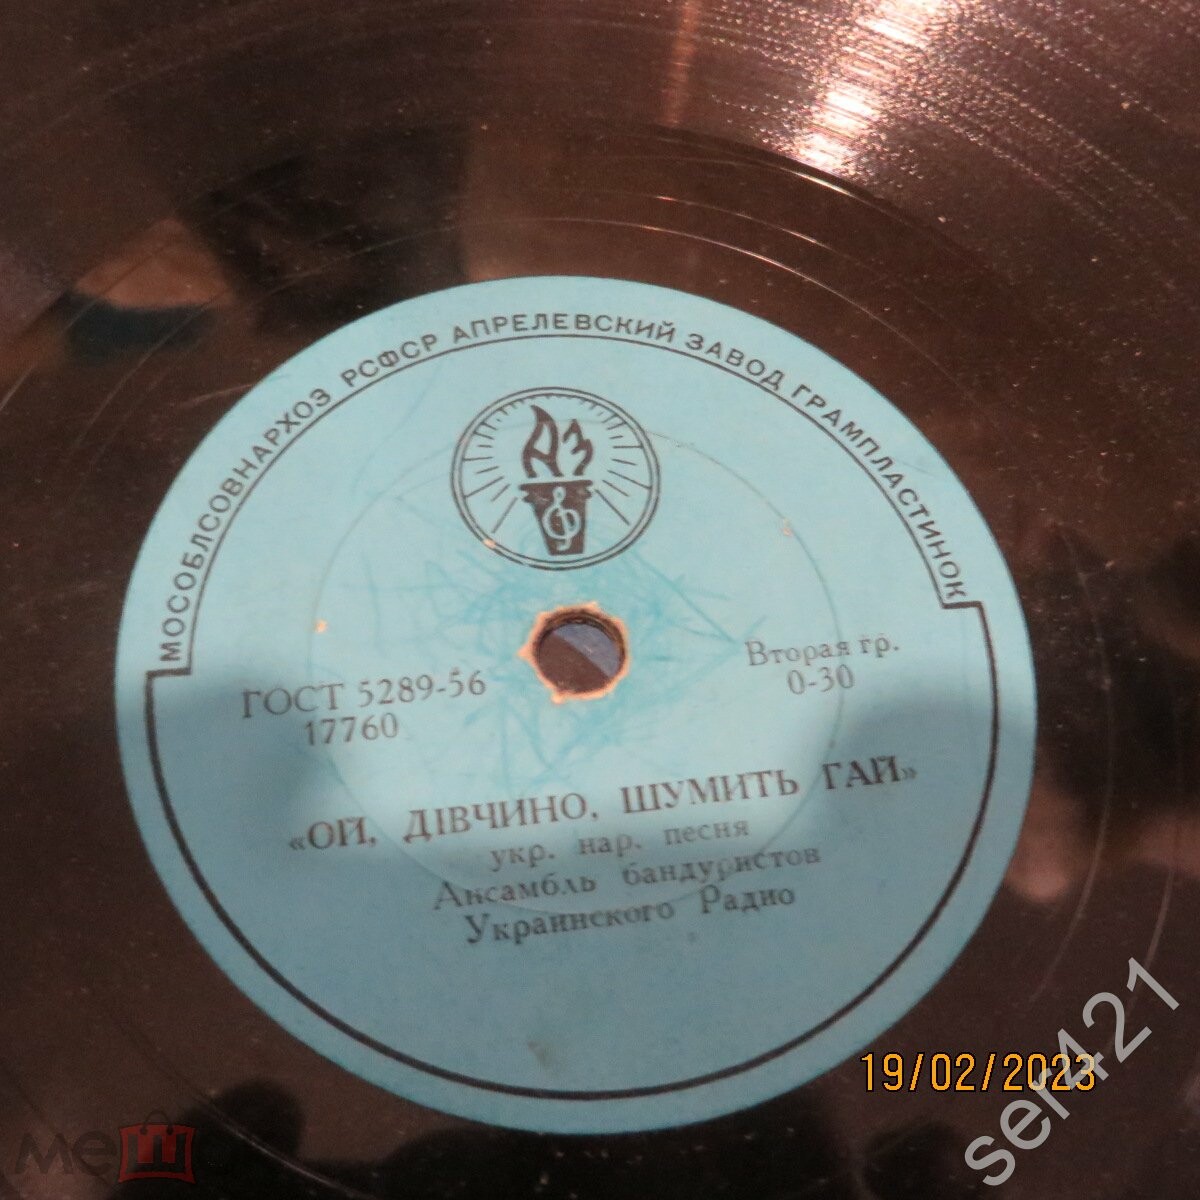 МОСОБЛСОВНАРХОЗ РСФСР АПРЕЛЕВСКИЙ ЗАВОД ГРАМПЛАСТИНОК
АЗ
ГОСТ 5289-56
17760
Вторая гр.
0-30
«ОЙ, ДІВЧИНО, ШУМИТЬ ГАЙ»
укр. нар. песня
Ансамбль бандуристов
Украинского Радио
19/02/2023
ser421
мешок